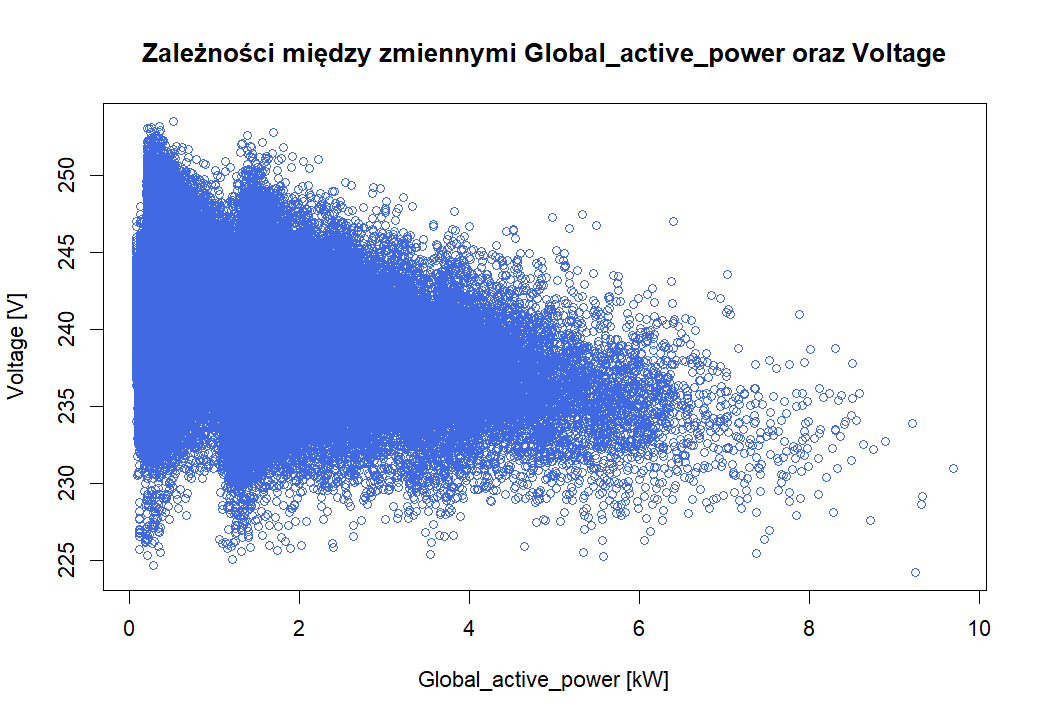 Zależności między zmiennymi Global_active_power oraz Voltage
Voltage [V]
250
245
240
235
230
225
0 2 4 6 8 10
Global_active_power [kW]